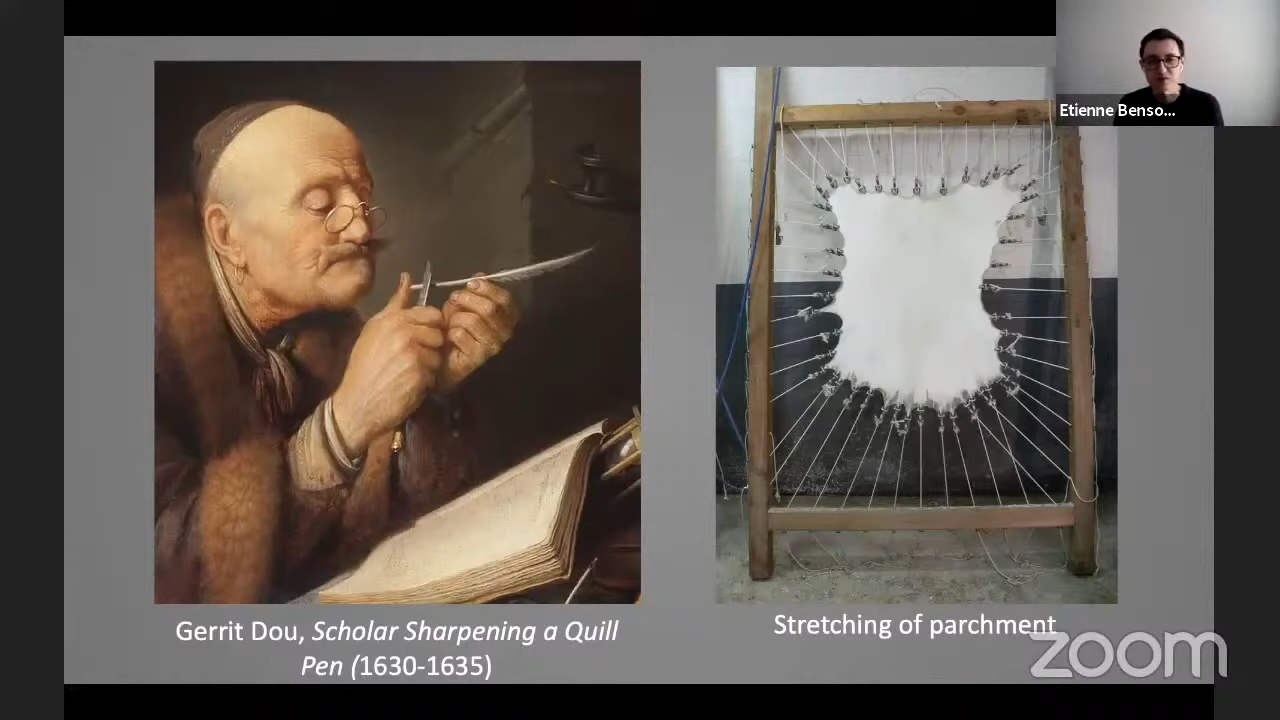 Etienne Benso...
Gerrit Dou, Scholar Sharpening a Quill
Pen (1630-1635)
Stretching of parchment
zoom